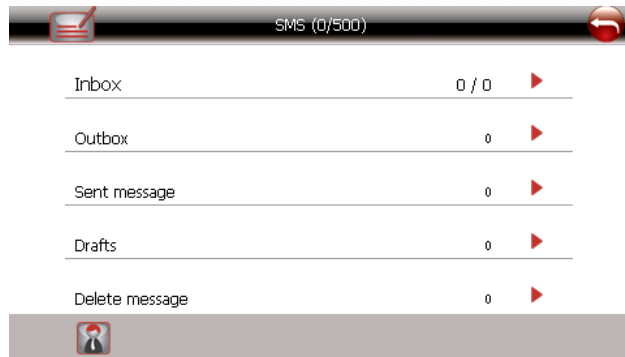 SMS (0/500)
Inbox 0 / 0
Outbox 0
Sent message 0
Drafts 0
Delete message 0